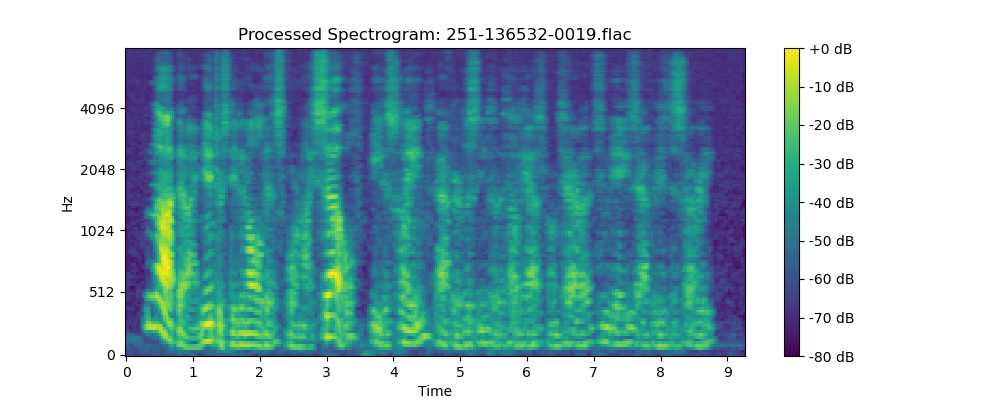 Processed Spectrogram: 251-136532-0019.flac
Hz
4096
2048
1024
512
0
0 1 2 3 4 5 6 7 8 9
Time
+0 dB
-10 dB
-20 dB
-30 dB
-40 dB
-50 dB
-60 dB
-70 dB
-80 dB